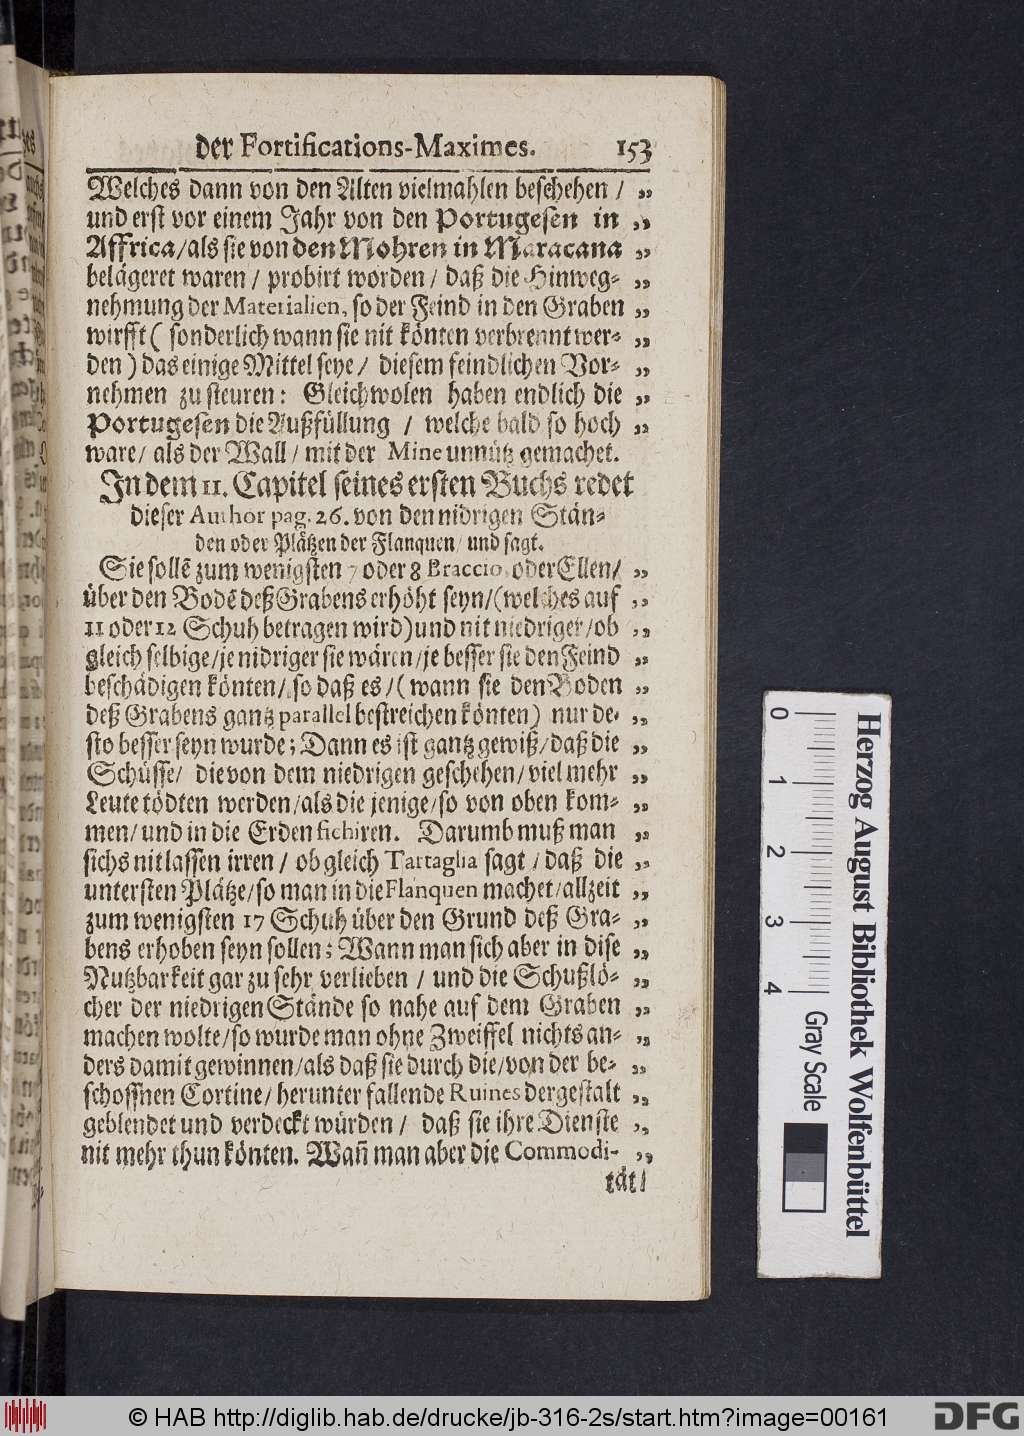 der Fortifications-Maximes. 153
Welches dann von den Alten vielmahlen beschehen / „
und erst vor einem Jahr von den Portugesen in „
Affrica/als sie von den Mohren in Maracana „
belägeret waren / probirt worden / daß die Hinweg- „
nehmung der Materialien, so der Feind in den Graben „
wirfft ( sonderlich wann sie nit könten verbrennt wer- „
den ) das einige Mittel seye / diesem feindlichen Vor- „
nehmen zu steuren: Gleichwolen haben endlich die „
Portugesen die Außfüllung / welche bald so hoch „
ware/ als der Wall / mit der Mine unnütz gemachet.
In dem 11. Capitel seines ersten Buchs redet
dieser Author pag. 26. von den nidrigen Stän-
den oder Plätzen der Flanquen/ und sagt.
Sie sollē zum wenigsten 7 oder 8 Braccio, oder Ellen/ „
über den Bodē deß Grabens erhöht seyn/(welches auf „
11 oder 12 Schuh betragen wird) und nit niedriger/ob „
gleich selbige/je nidriger sie wären/je besser sie den Feind „
beschädigen könten/ so daß es/(wann sie den Boden „
deß Grabens gantz parallel bestreichen könten) nur de- „
sto besser seyn wurde; Dann es ist gantz gewiß/daß die „
Schüsse/ die von dem niedrigen geschehen/viel mehr „
Leute tödten werden/als die jenige/so von oben kom- „
men/und in die Erden fichiren. Darumb muß man „
sichs nit lassen irren / ob gleich Tartaglia sagt / daß die „
untersten Plätze/so man in die Flanquen machet/allzeit „
zum wenigsten 17 Schuh über den Grund deß Gra- „
bens erhoben seyn sollen; Wann man sich aber in dise „
Nutzbarkeit gar zu sehr verlieben / und die Schußlö- „
cher der niedrigen Stände so nahe auf dem Graben „
machen wolte/so wurde man ohne Zweiffel nichts an- „
ders damit gewinnen/als daß sie durch die/von der be- „
schossnen Cortine/ herunter fallende Ruines dergestalt „
geblendet und verdeckt würden / daß sie ihre Dienste „
nit mehr thun könten. Wañ man aber die Commodi- „
tät/
0 1 2 3 4 Gray Scale
Herzog August Bibliothek Wolfenbüttel
© HAB http://diglib.hab.de/drucke/jb-316-2s/start.htm?image=00161
DFG